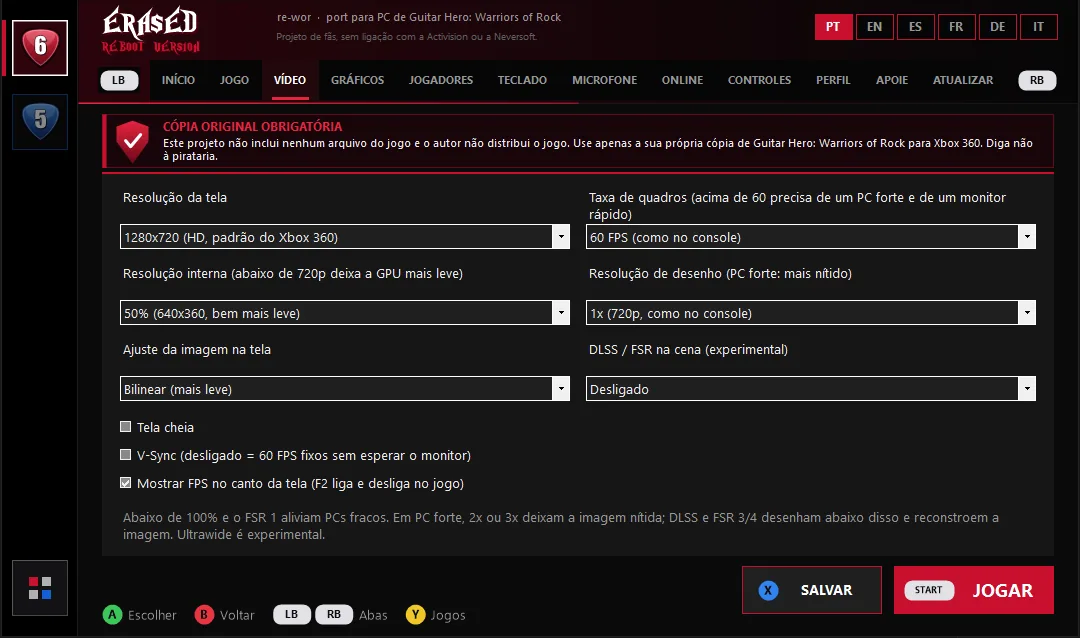 6
5
ERASED
REBOOT VERSION
re-wor · port para PC de Guitar Hero: Warriors of Rock
Projeto de fãs, sem ligação com a Activision ou a Neversoft.
PT EN ES FR DE IT
LB INÍCIO JOGO VÍDEO GRÁFICOS JOGADORES TECLADO MICROFONE ONLINE CONTROLES PERFIL APOIE ATUALIZAR RB
CÓPIA ORIGINAL OBRIGATÓRIA
Este projeto não inclui nenhum arquivo do jogo e o autor não distribui o jogo. Use apenas a sua própria cópia de Guitar Hero: Warriors of Rock para Xbox 360. Diga não
à pirataria.
Resolução da tela
1280x720 (HD, padrão do Xbox 360)
Taxa de quadros (acima de 60 precisa de um PC forte e de um monitor
rápido)
60 FPS (como no console)
Resolução interna (abaixo de 720p deixa a GPU mais leve)
50% (640x360, bem mais leve)
Resolução de desenho (PC forte: mais nítido)
1x (720p, como no console)
Ajuste da imagem na tela
Bilinear (mais leve)
DLSS / FSR na cena (experimental)
Desligado
Tela cheia
V-Sync (desligado = 60 FPS fixos sem esperar o monitor)
Mostrar FPS no canto da tela (F2 liga e desliga no jogo)
Abaixo de 100% e o FSR 1 aliviam PCs fracos. Em PC forte, 2x ou 3x deixam a imagem nítida; DLSS e FSR 3/4 desenham abaixo disso e reconstroem a
imagem. Ultrawide é experimental.
X SALVAR
START JOGAR
A Escolher B Voltar LB RB Abas Y Jogos